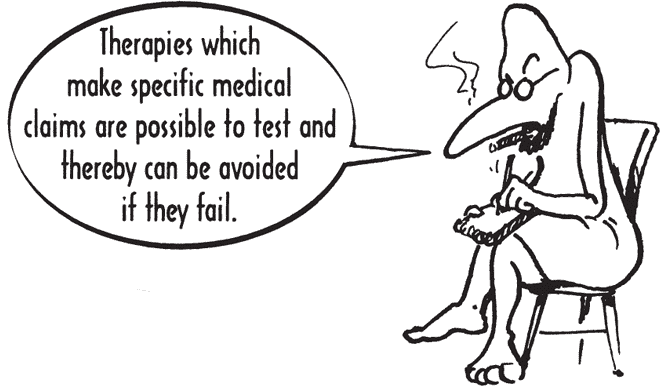 Therapies which
make specific medical
claims are possible to test and
thereby can be avoided
if they fail.